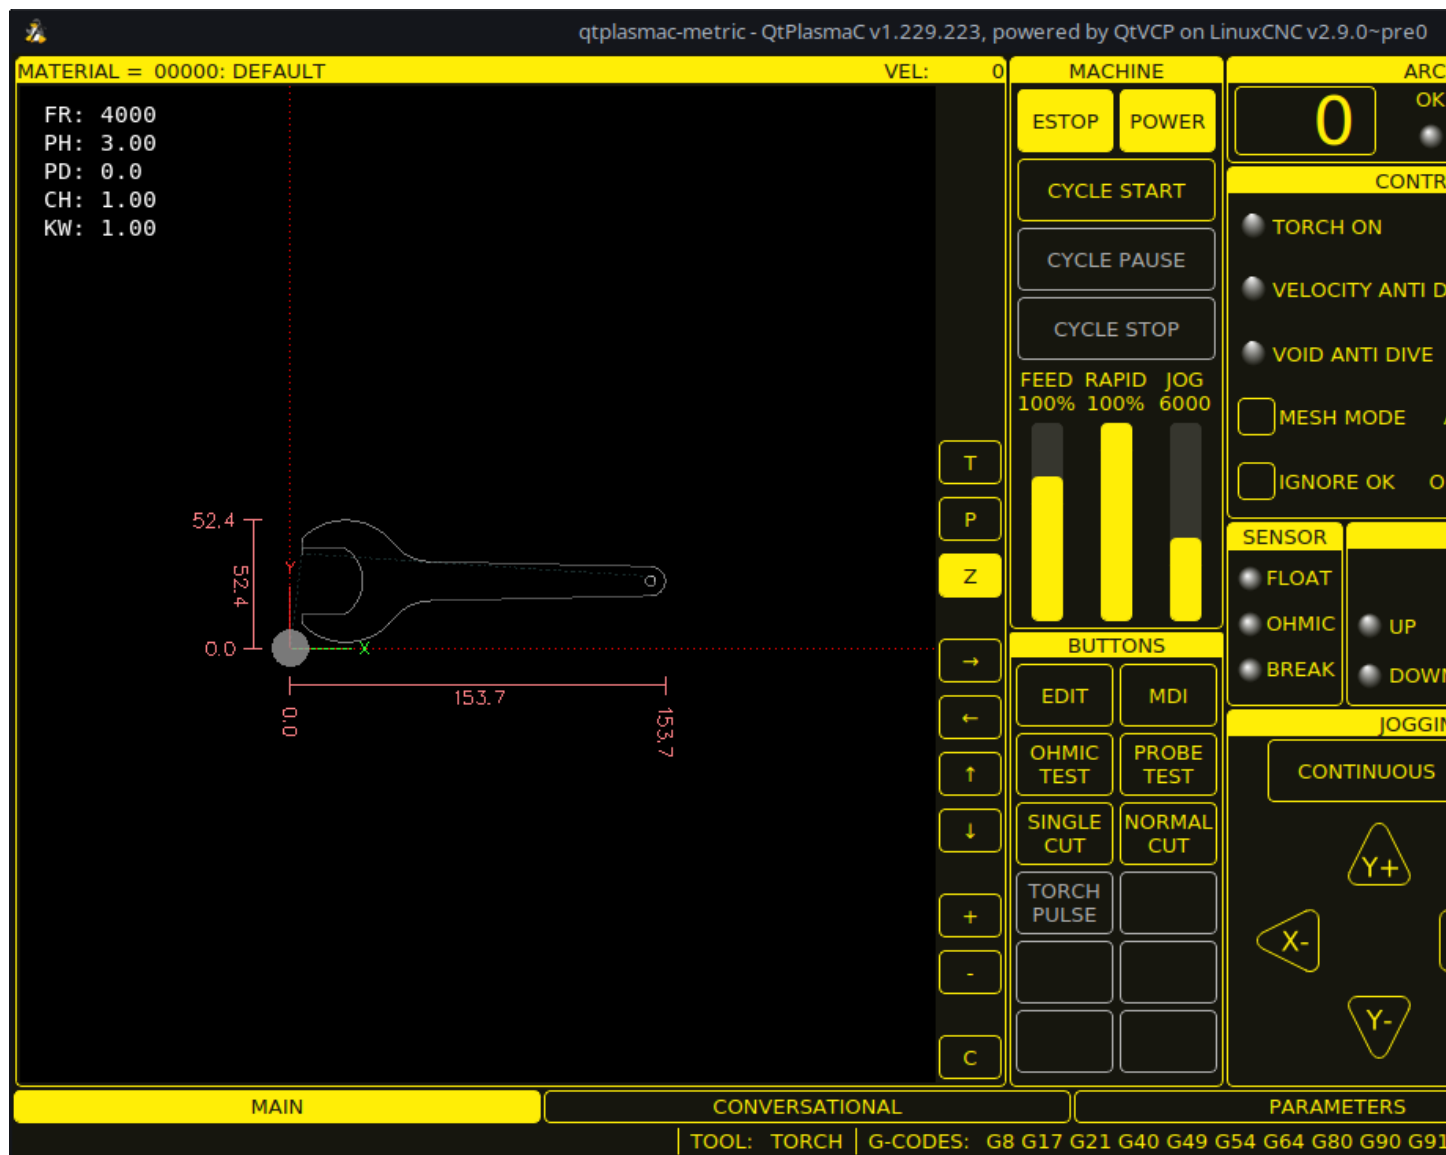 qtplasmac-metric - QtPlasmaC v1.229.223, powered by QtVCP on LinuxCNC v2.9.0~pre0
MATERIAL = 00000: DEFAULT
VEL: 0
FR: 4000
PH: 3.00
PD: 0.0
CH: 1.00
KW: 1.00
52.4
52.4
0.0
Y
X
153.7
0.0
153.7
T
P
Z
→
←
↑
↓
+
-
C
MACHINE
ESTOP POWER
CYCLE START
CYCLE PAUSE
CYCLE STOP
FEED RAPID JOG
100% 100% 6000
BUTTONS
EDIT
MDI
OHMIC
TEST
PROBE
TEST
SINGLE
CUT
NORMAL
CUT
TORCH
PULSE
ARC
0
OK
CONTR
TORCH ON
VELOCITY ANTI D
VOID ANTI DIVE
MESH MODE
IGNORE OK O
SENSOR
FLOAT
OHMIC
BREAK
UP
DOWN
JOGGIN
CONTINUOUS
Y+
X-
Y-
MAIN
CONVERSATIONAL
PARAMETERS
TOOL: TORCH
G-CODES: G8 G17 G21 G40 G49 G54 G64 G80 G90 G91